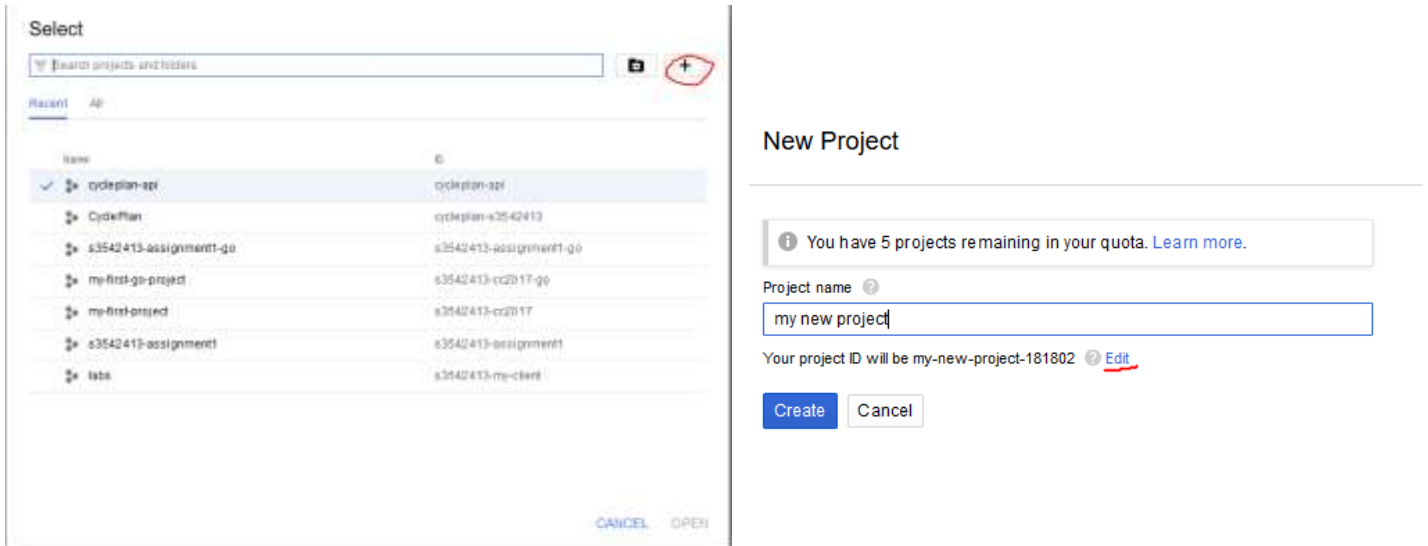 Select
Search projects and folders
+
Recent All
Name ID
cycleplan-api cycleplan-api
CyclePlan cycleplan-s3542413
s3542413-assignment1-go s3542413-assignment1-go
my-first-go-project s3542413-cc2017-go
my-first-project s3542413-cc2017
s3542413-assignment1 s3542413-assignment1
labs s3542413-my-client
CANCEL OPEN
New Project
You have 5 projects remaining in your quota. Learn more.
Project name
my new project
Your project ID will be my-new-project-181802 Edit
Create Cancel